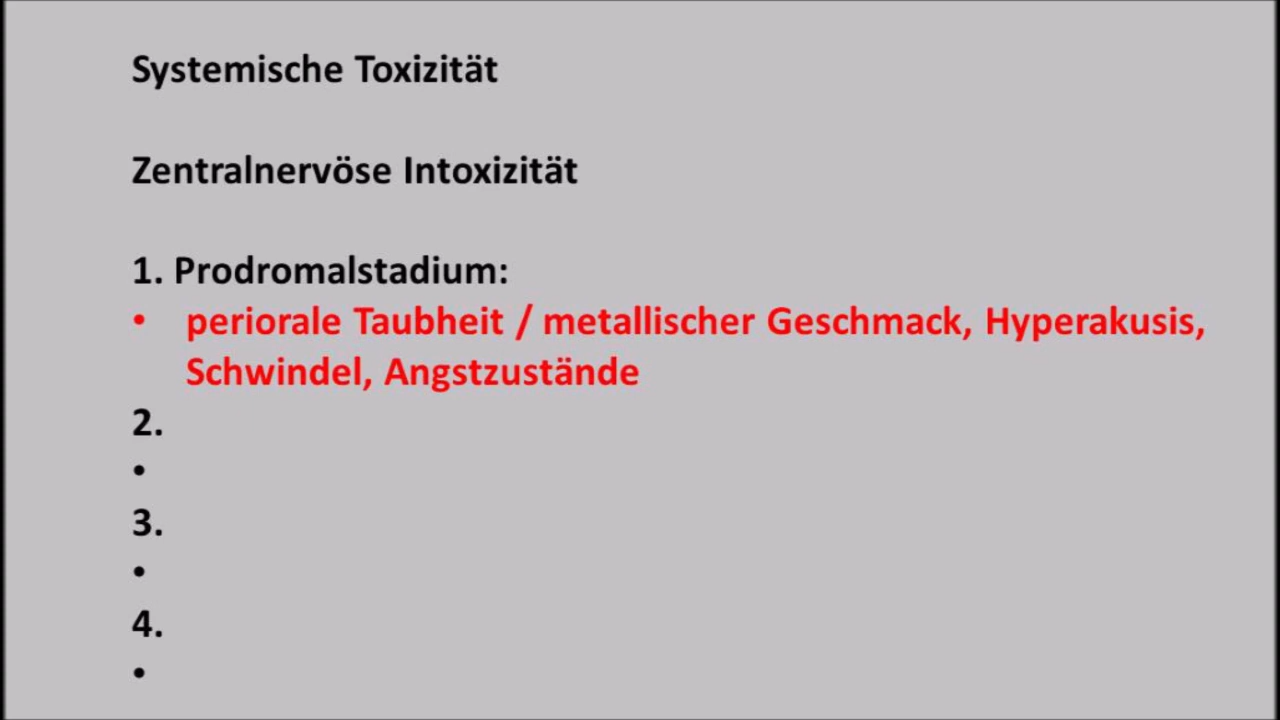 Systemische Toxizität
Zentralnervöse Intoxizität
1. Prodromalstadium:
• periorale Taubheit / metallischer Geschmack, Hyperakusis,
Schwindel, Angstzustände
2.
•
3.
•
4.
•